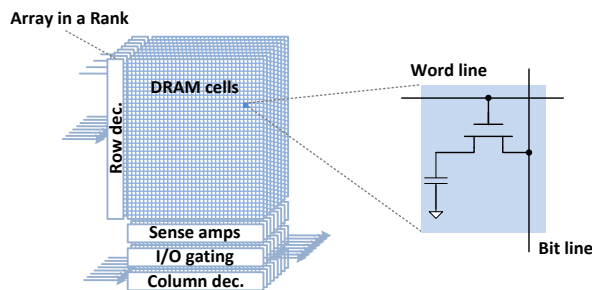 Array in a Rank
DRAM cells
Row dec.
Sense amps
I/O gating
Column dec.
Word line
Bit line